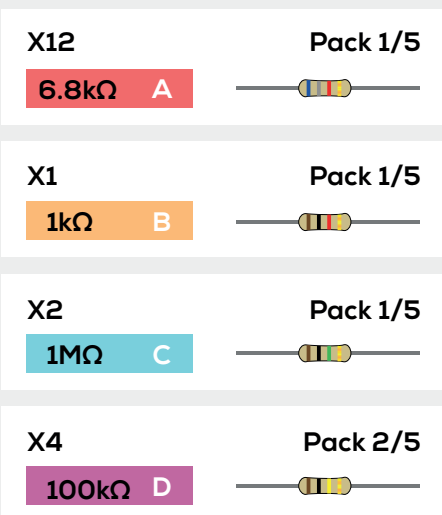 X12 Pack 1/5
6.8kΩ A
X1 Pack 1/5
1kΩ B
X2 Pack 1/5
1MΩ C
X4 Pack 2/5
100kΩ D